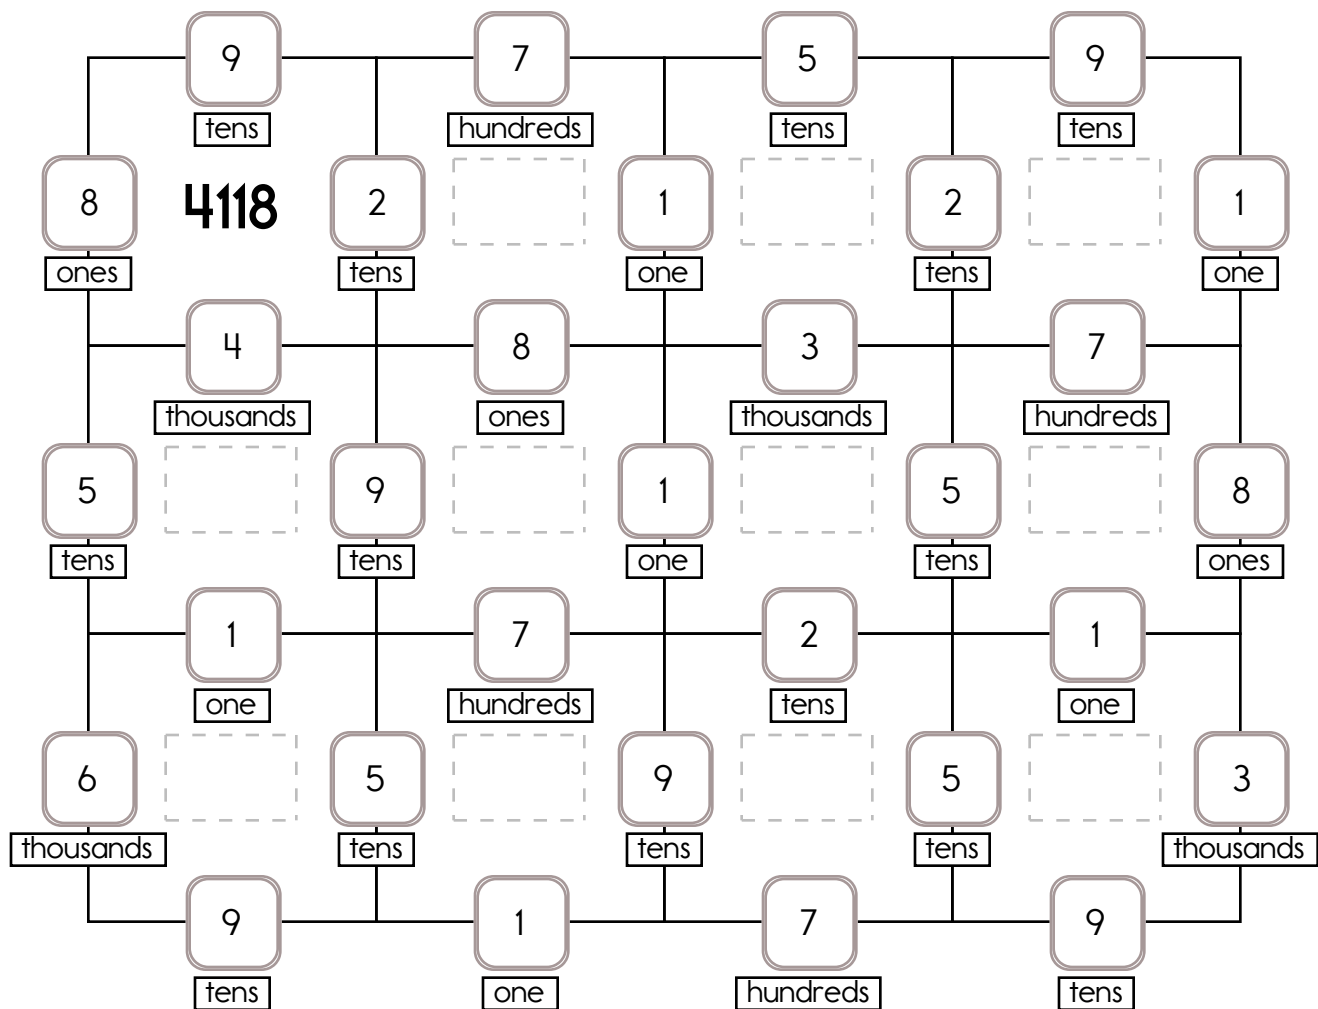 9 7 5 9
tens hundreds tens tens
8 4118 2 1 2 1
ones tens one tens one
4 8 3 7
thousands ones thousands hundreds
5 9 1 5 8
tens tens one tens ones
1 7 2 1
one hundreds tens one
6 5 9 5 3
thousands tens tens tens thousands
9 1 7 9
tens one hundreds tens